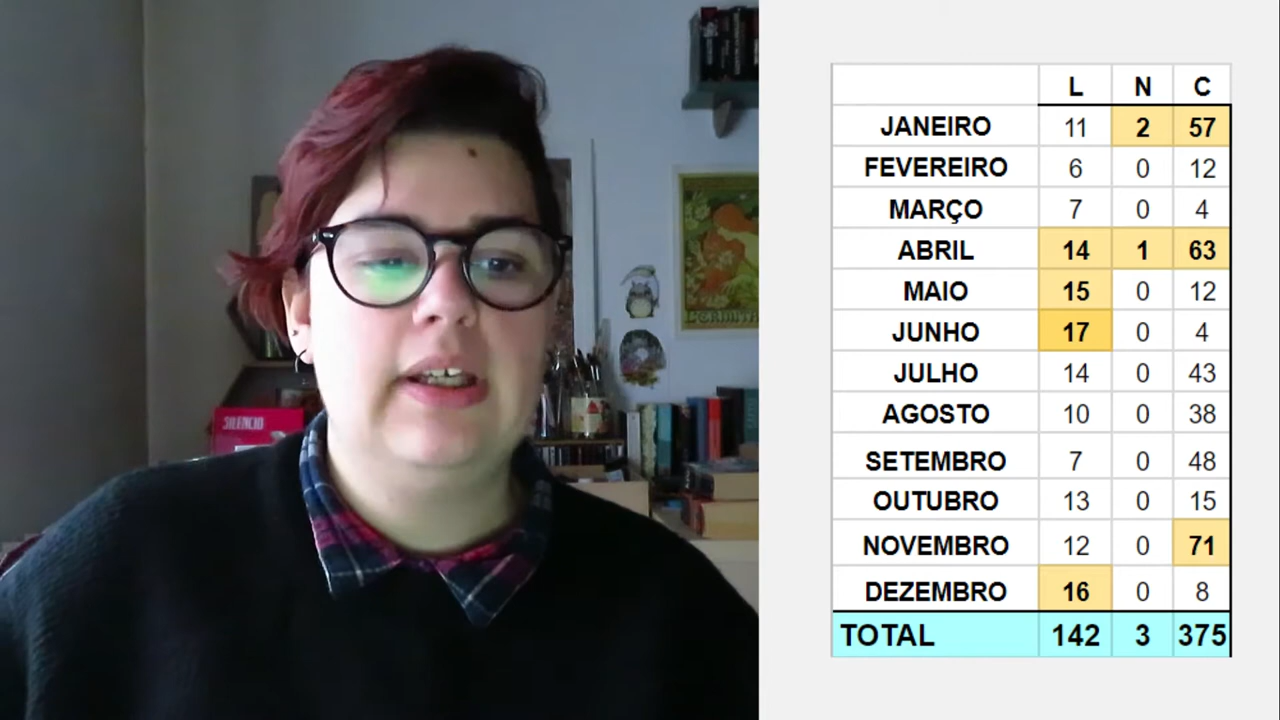 SILENCIO
L N C
JANEIRO 11 2 57
FEVEREIRO 6 0 12
MARÇO 7 0 4
ABRIL 14 1 63
MAIO 15 0 12
JUNHO 17 0 4
JULHO 14 0 43
AGOSTO 10 0 38
SETEMBRO 7 0 48
OUTUBRO 13 0 15
NOVEMBRO 12 0 71
DEZEMBRO 16 0 8
TOTAL 142 3 375